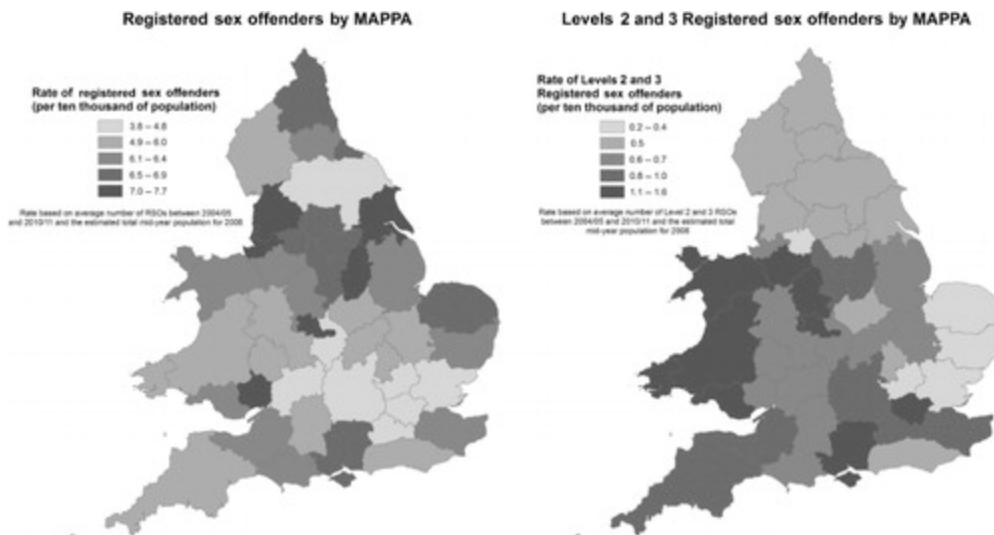 Registered sex offenders by MAPPA
Rate of registered sex offenders
(per ten thousand of population)
3.8 – 4.8
4.9 – 6.0
6.1 – 6.4
6.5 – 6.9
7.0 – 7.7
Rate based on average number of RSOs between 2004/05
and 2010/11 and the estimated total mid-year population for 2008
Levels 2 and 3 Registered sex offenders by MAPPA
Rate of Levels 2 and 3
Registered sex offenders
(per ten thousand of population)
0.2 – 0.4
0.5
0.6 – 0.7
0.8 – 1.0
1.1 – 1.6
Rate based on average number of Level 2 and 3 RSOs
between 2004/05 and 2010/11 and the estimated total
mid-year population for 2008